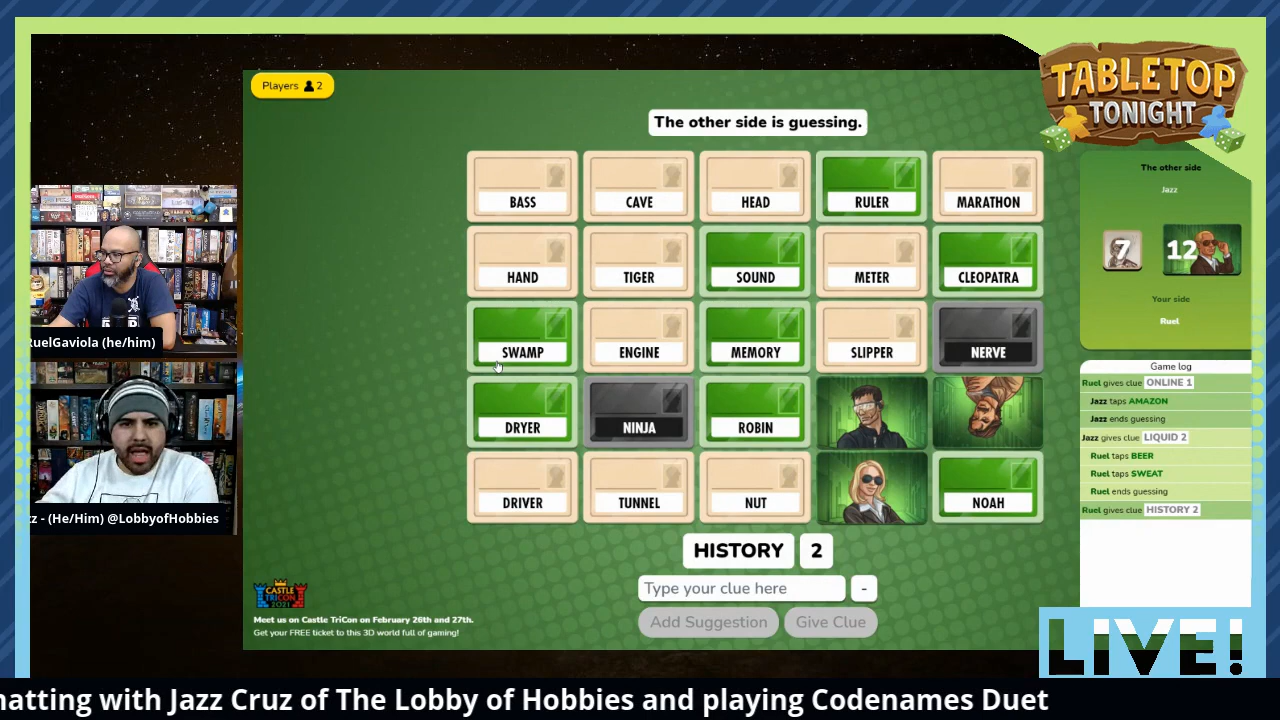 Players 2
TABLETOP
TONIGHT
The other side is guessing.
BASS
CAVE
HEAD
RULER
MARATHON
HAND
TIGER
SOUND
METER
CLEOPATRA
SWAMP
ENGINE
MEMORY
SLIPPER
NERVE
DRYER
NINJA
ROBIN
DRIVER
TUNNEL
NUT
NOAH
HISTORY 2
Type your clue here -
Add Suggestion Give Clue
The other side
Jazz
7 12
Your side
Ruel
Game log
Ruel gives clue ONLINE 1
Jazz taps AMAZON
Jazz ends guessing
Jazz gives clue LIQUID 2
Ruel taps BEER
Ruel taps SWEAT
Ruel ends guessing
Ruel gives clue HISTORY 2
RuelGaviola (he/him)
zz - (He/Him) @LobbyofHobbies
CASTLE
TRICON
2021
Meet us on Castle TriCon on February 26th and 27th.
Get your FREE ticket to this 3D world full of gaming!
LIVE!
hatting with Jazz Cruz of The Lobby of Hobbies and playing Codenames Duet